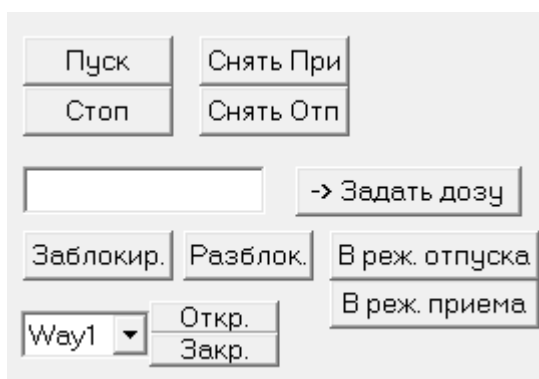 Пуск
Снять При
Стоп
Снять Отп
-> Задать дозу
Заблокир.
Разблок.
В реж. отпуска
В реж. приема
Way1
Откр.
Закр.